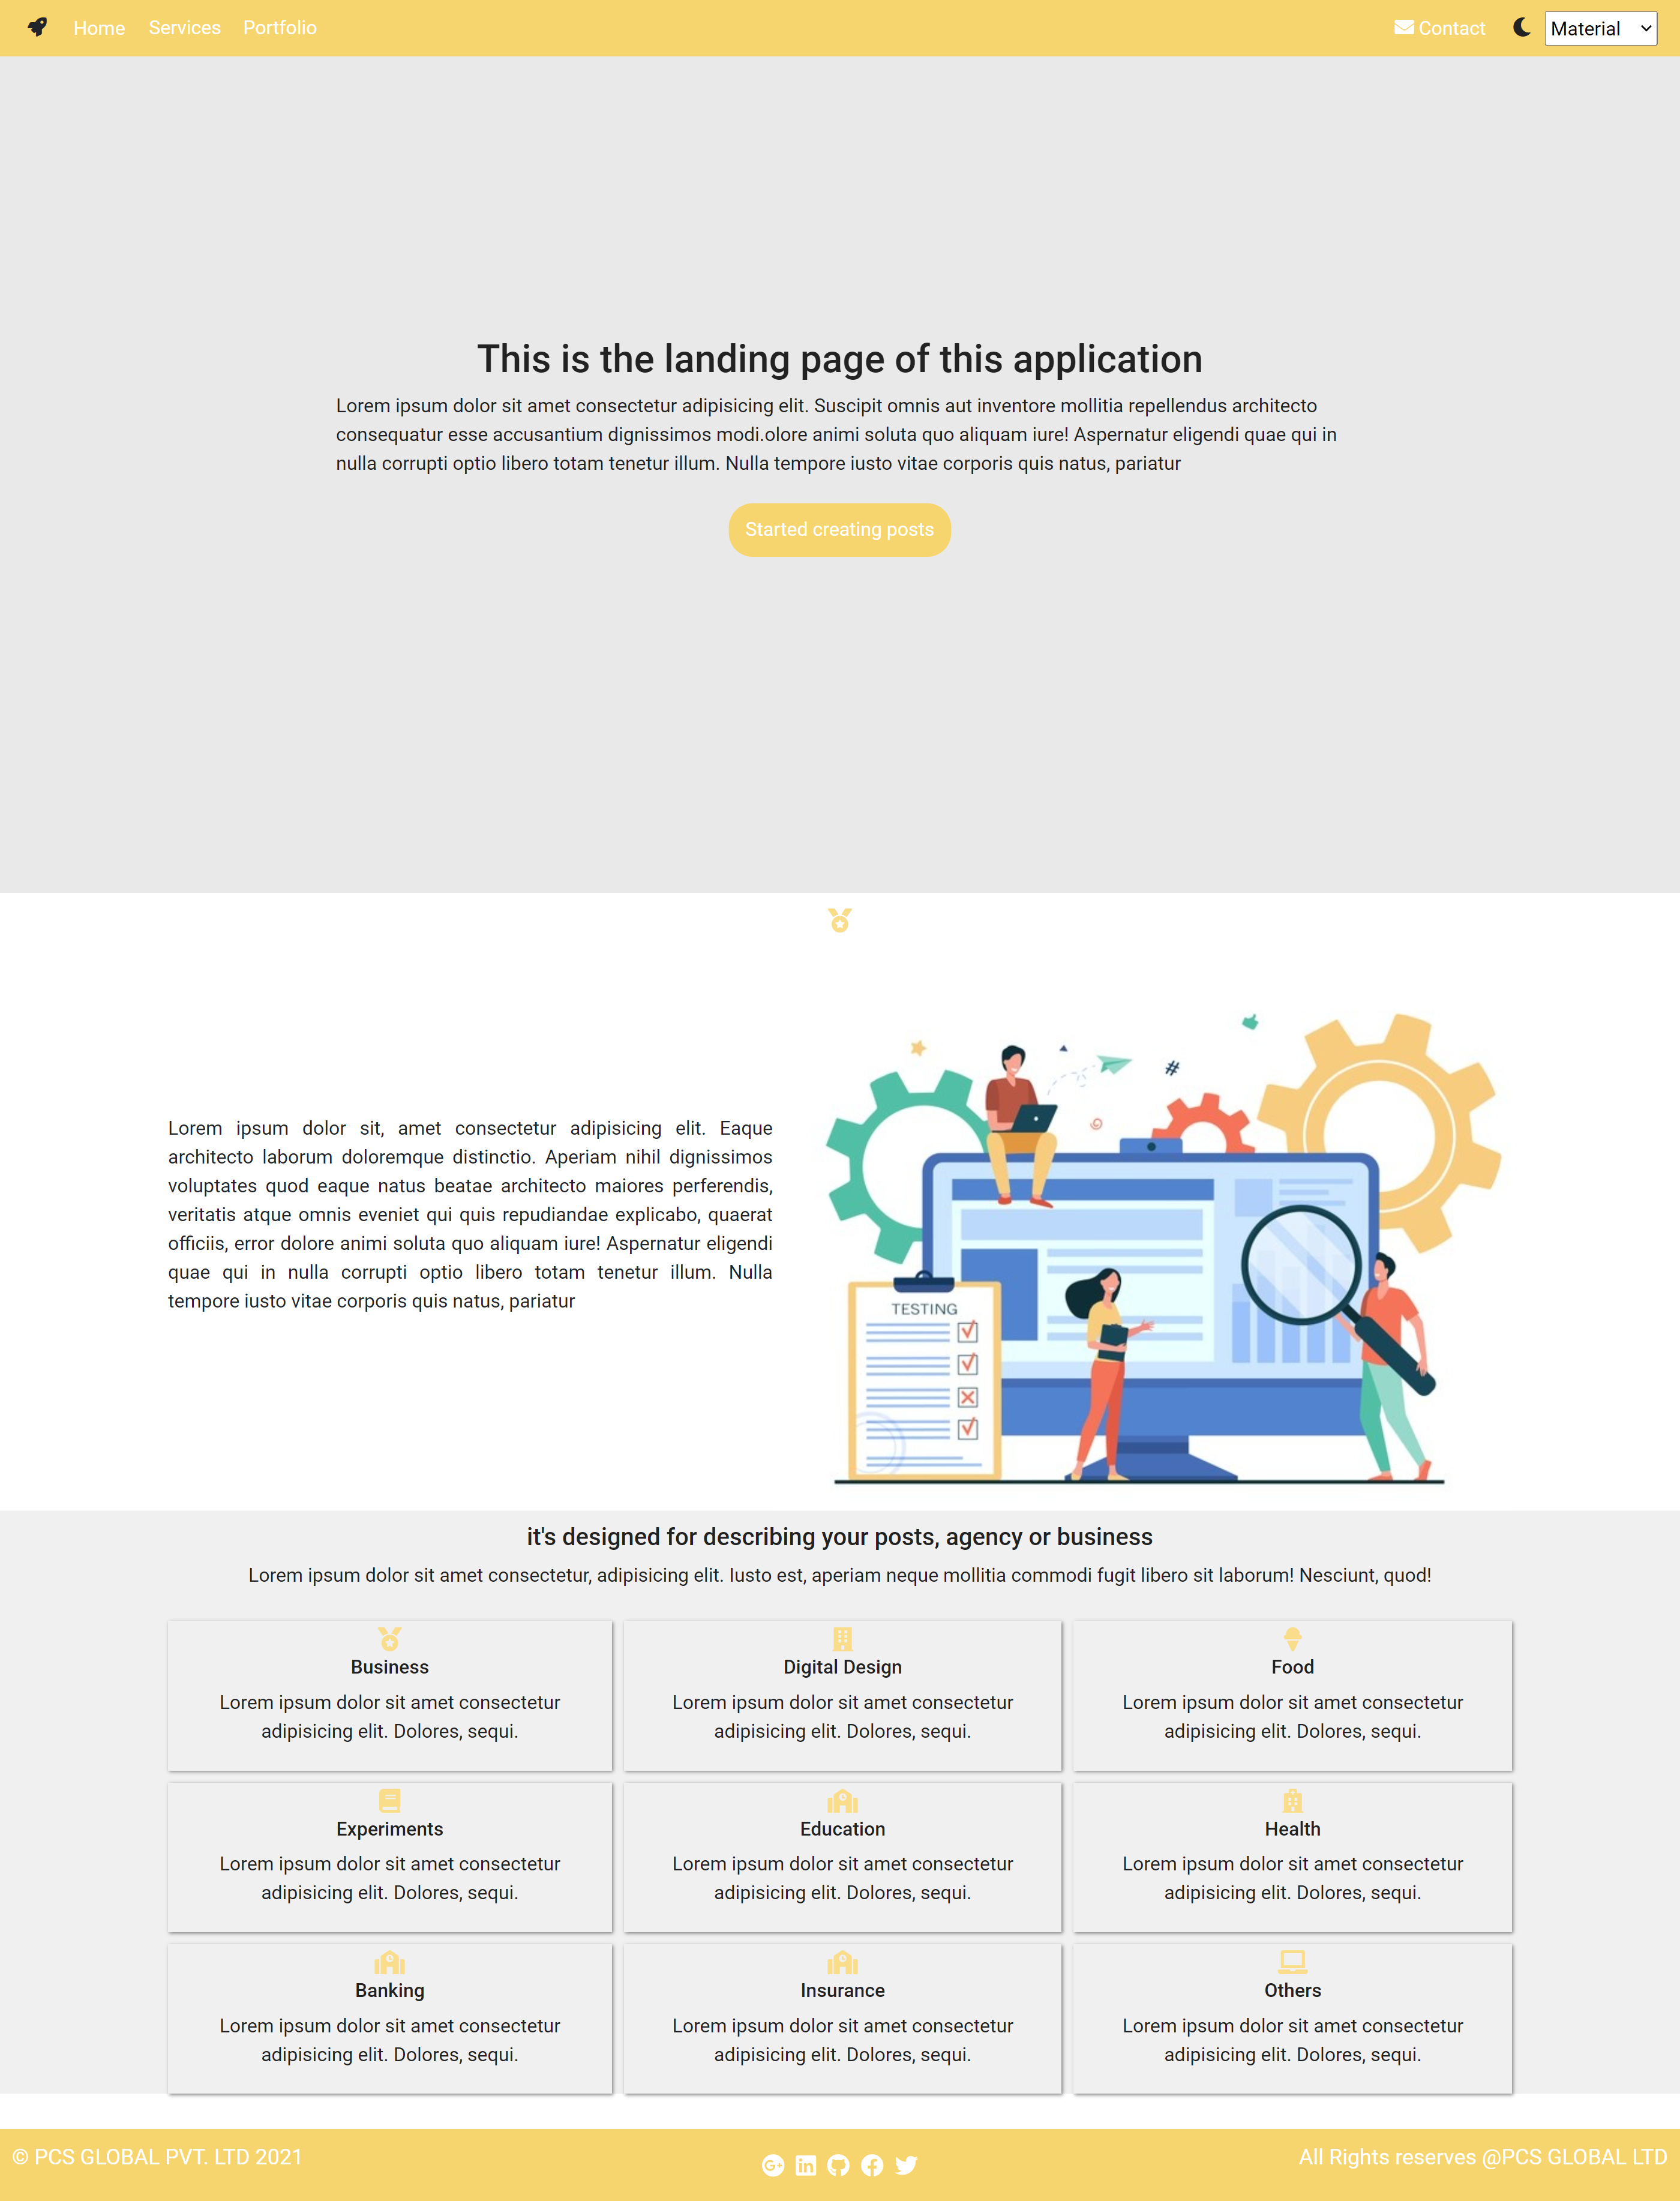 Home Services Portfolio Contact Material
This is the landing page of this application
Lorem ipsum dolor sit amet consectetur adipisicing elit. Suscipit omnis aut inventore mollitia repellendus architecto
consequatur esse accusantium dignissimos modi.olore animi soluta quo aliquam iure! Aspernatur eligendi quae qui in
nulla corrupti optio libero totam tenetur illum. Nulla tempore iusto vitae corporis quis natus, pariatur
Started creating posts
Lorem ipsum dolor sit, amet consectetur adipisicing elit. Eaque
architecto laborum doloremque distinctio. Aperiam nihil dignissimos
voluptates quod eaque natus beatae architecto maiores perferendis,
veritatis atque omnis eveniet qui quis repudiandae explicabo, quaerat
officiis, error dolore animi soluta quo aliquam iure! Aspernatur eligendi
quae qui in nulla corrupti optio libero totam tenetur illum. Nulla
tempore iusto vitae corporis quis natus, pariatur
#
TESTING
it's designed for describing your posts, agency or business
Lorem ipsum dolor sit amet consectetur, adipisicing elit. Iusto est, aperiam neque mollitia commodi fugit libero sit laborum! Nesciunt, quod!
Business
Lorem ipsum dolor sit amet consectetur
adipisicing elit. Dolores, sequi.
Digital Design
Lorem ipsum dolor sit amet consectetur
adipisicing elit. Dolores, sequi.
Food
Lorem ipsum dolor sit amet consectetur
adipisicing elit. Dolores, sequi.
Experiments
Lorem ipsum dolor sit amet consectetur
adipisicing elit. Dolores, sequi.
Education
Lorem ipsum dolor sit amet consectetur
adipisicing elit. Dolores, sequi.
Health
Lorem ipsum dolor sit amet consectetur
adipisicing elit. Dolores, sequi.
Banking
Lorem ipsum dolor sit amet consectetur
adipisicing elit. Dolores, sequi.
Insurance
Lorem ipsum dolor sit amet consectetur
adipisicing elit. Dolores, sequi.
Others
Lorem ipsum dolor sit amet consectetur
adipisicing elit. Dolores, sequi.
© PCS GLOBAL PVT. LTD 2021
All Rights reserves @PCS GLOBAL LTD